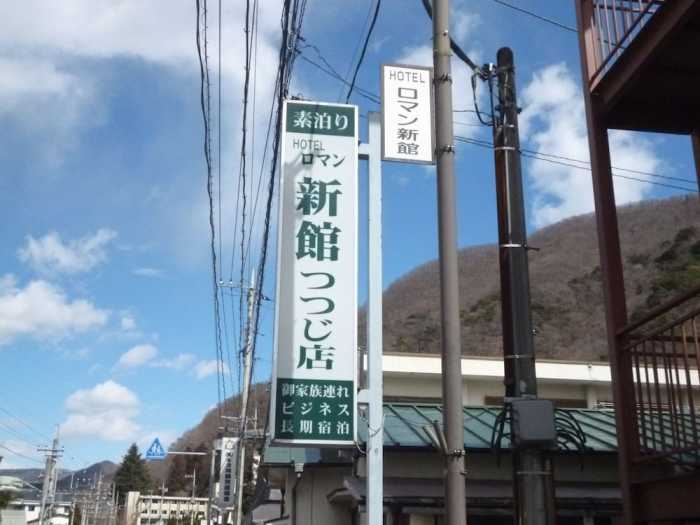 素泊り
HOTEL
ロマン
新館
つつじ店
御家族連れ
ビジネス
長期宿泊
HOTEL
ロマン新館